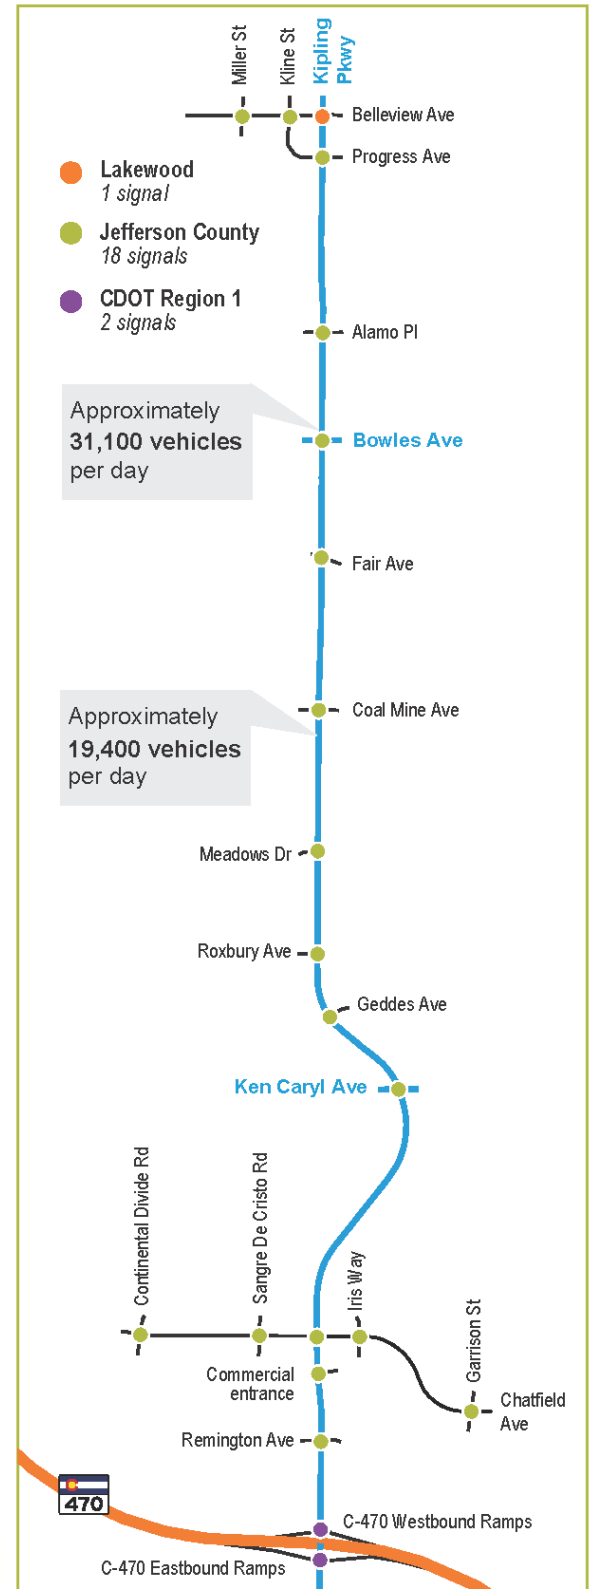 Miller St
Kline St
Kipling
Pkwy
Belleview Ave
Progress Ave
Lakewood
1 signal
Jefferson County
18 signals
CDOT Region 1
2 signals
Alamo Pl
Approximately
31,100 vehicles
per day
Bowles Ave
Fair Ave
Coal Mine Ave
Approximately
19,400 vehicles
per day
Meadows Dr
Roxbury Ave
Geddes Ave
Ken Caryl Ave
Continental Divide Rd
Sangre De Cristo Rd
Iris Way
Garrison St
Commercial
entrance
Chatfield
Ave
Remington Ave
470
C-470 Westbound Ramps
C-470 Eastbound Ramps